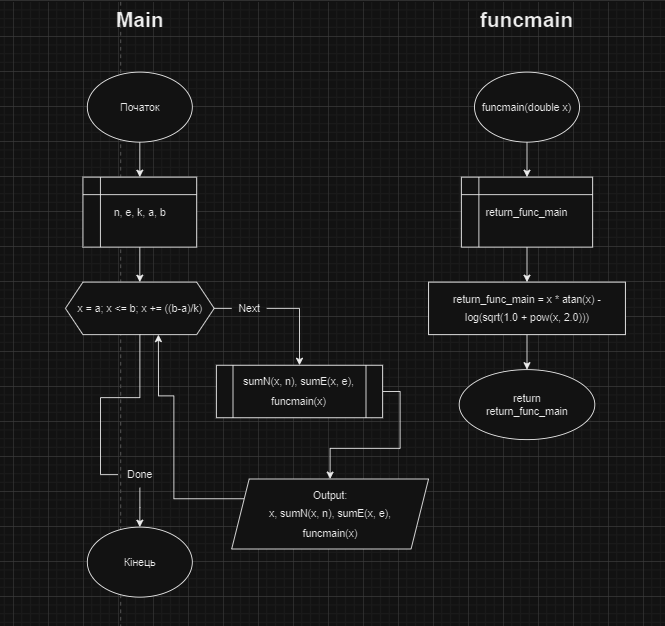 Main
Початок
n, e, k, a, b
x = a; x <= b; x += ((b-a)/k)
Next
sumN(x, n), sumE(x, e),
funcmain(x)
Output:
x, sumN(x, n), sumE(x, e),
funcmain(x)
Done
Кінець
funcmain
funcmain(double x)
return_func_main
return_func_main = x * atan(x) -
log(sqrt(1.0 + pow(x, 2.0)))
return
return_func_main